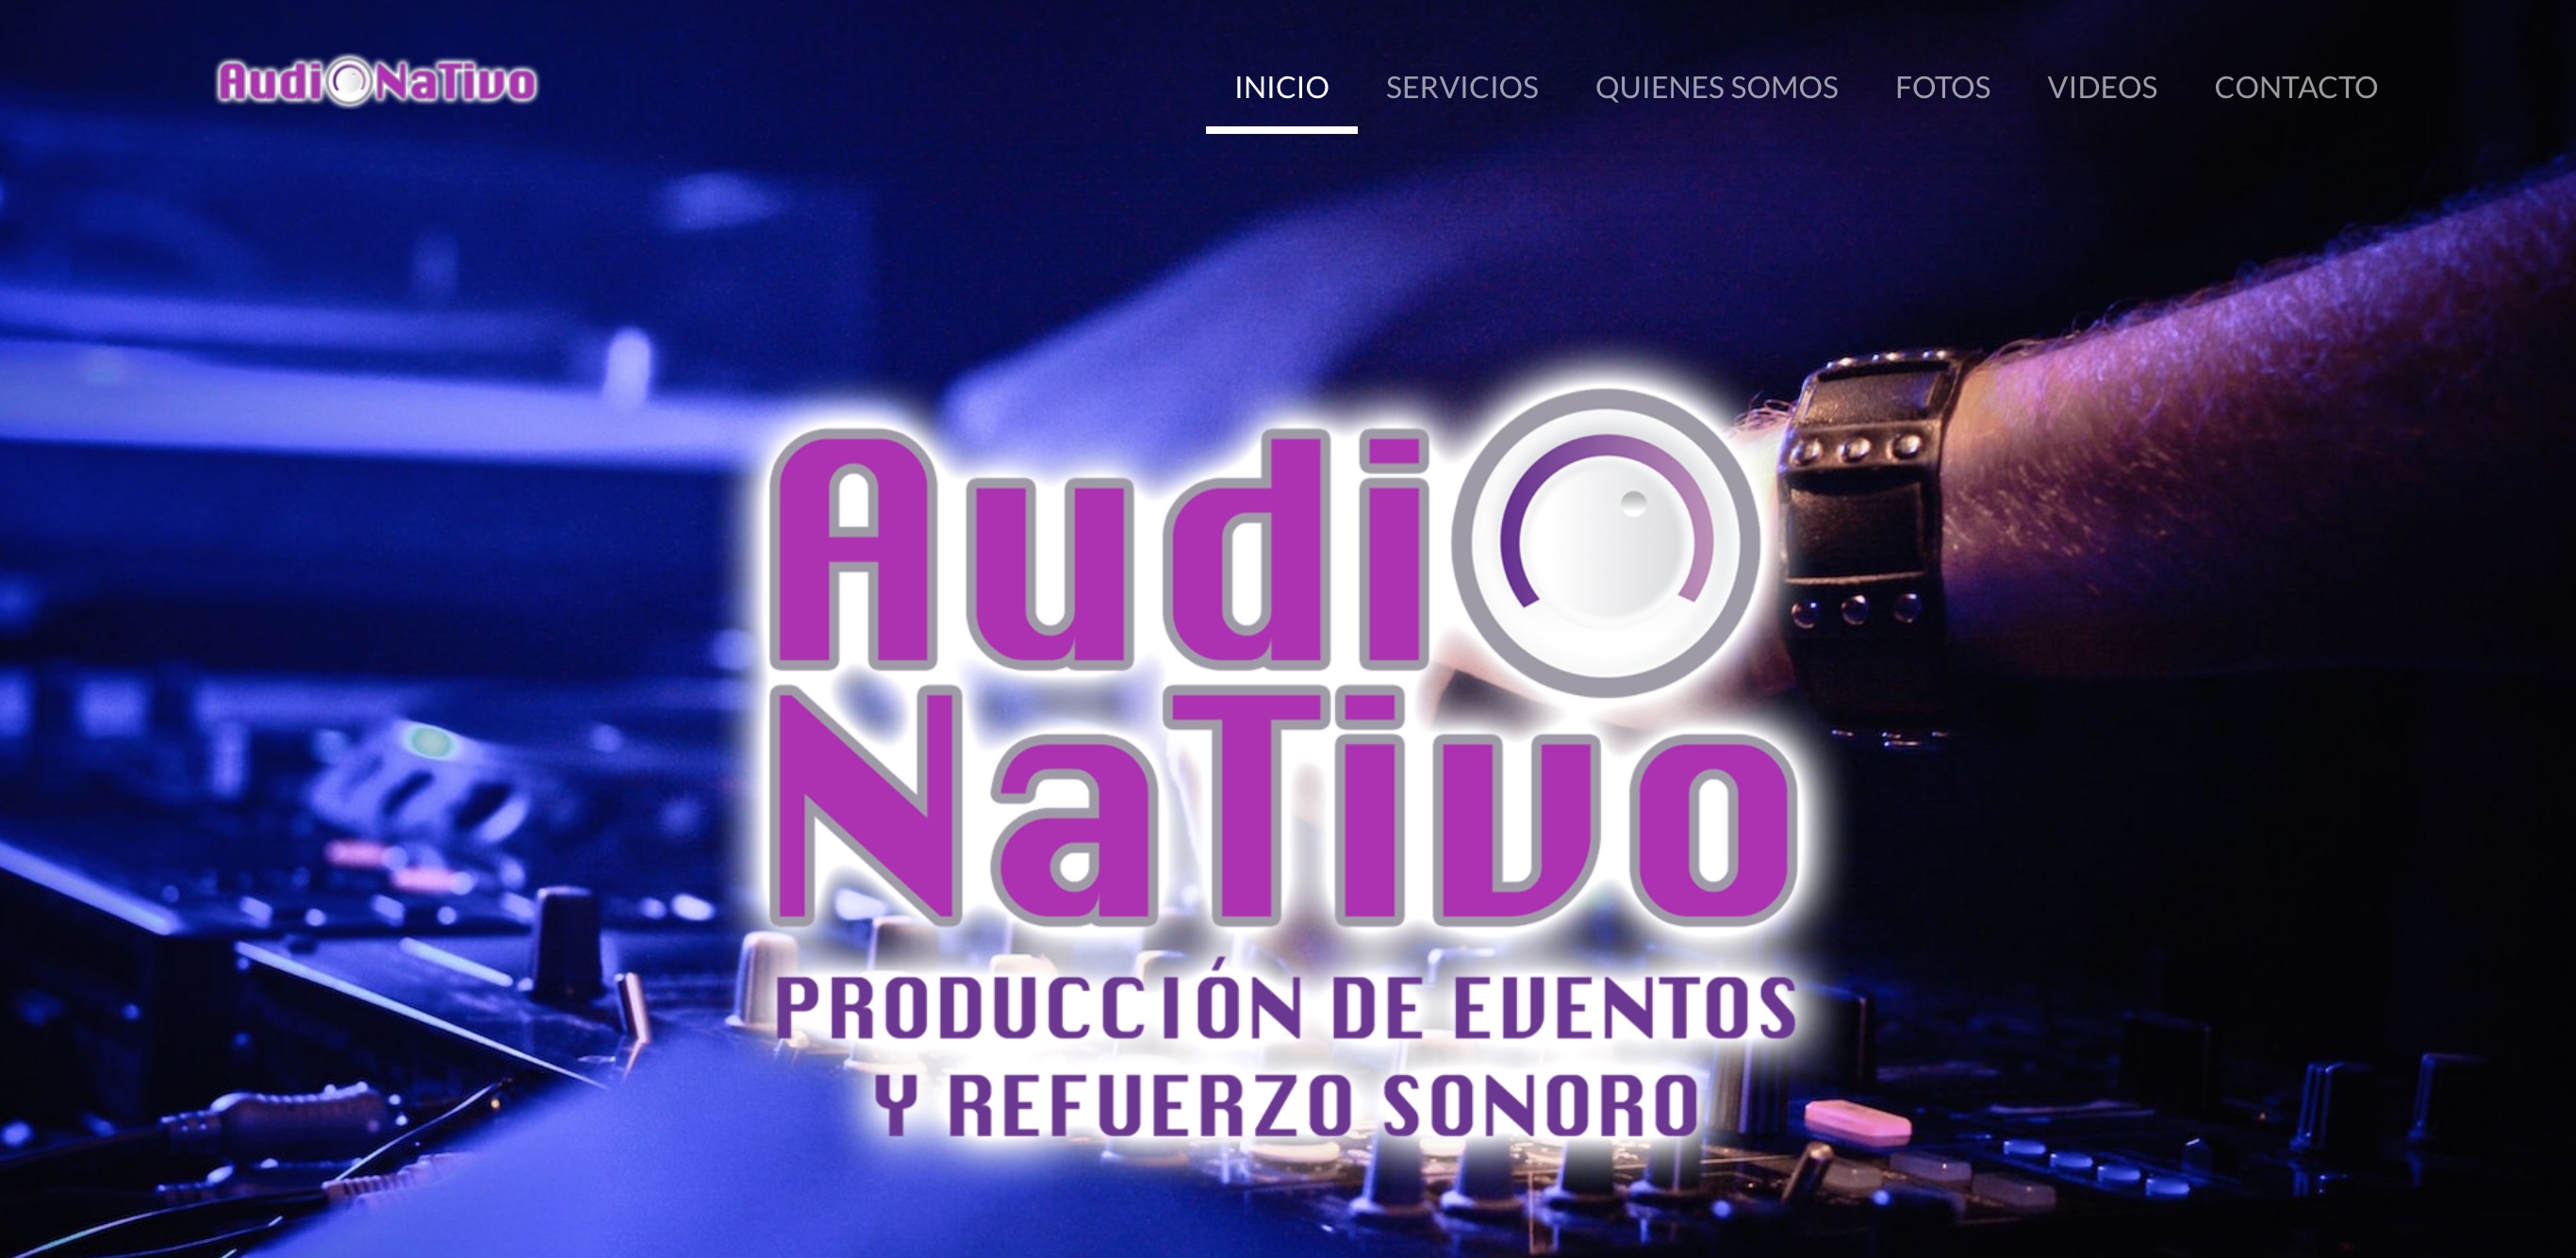 AudiONaTivo
INICIO SERVICIOS QUIENES SOMOS FOTOS VIDEOS CONTACTO
AudiO
NaTivo
PRODUCCIÓN DE EVENTOS
Y REFUERZO SONORO